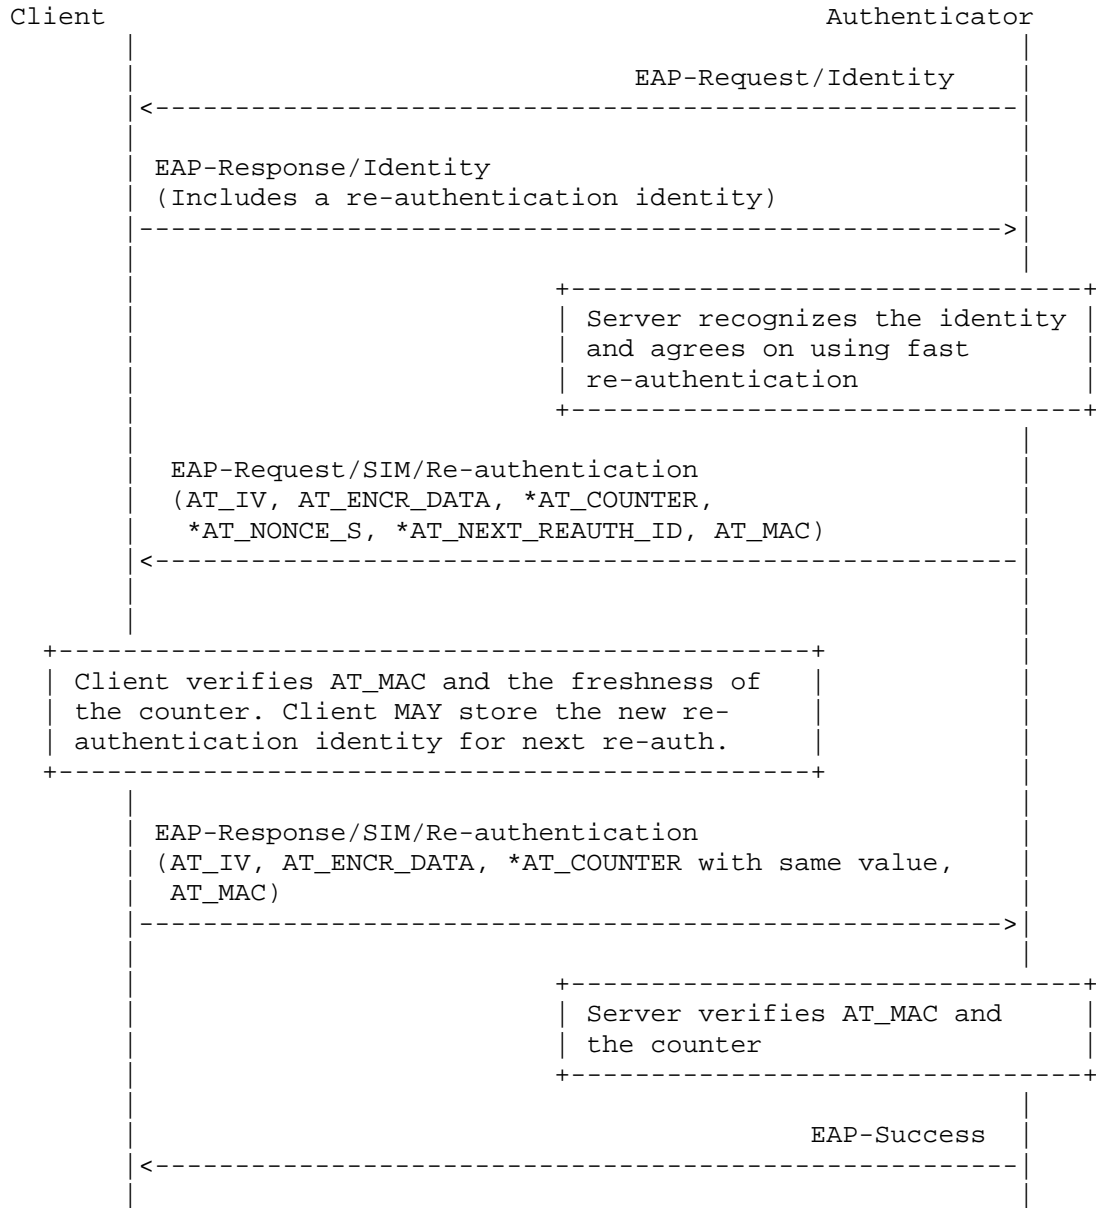 Client Authenticator
EAP-Request/Identity
EAP-Response/Identity
(Includes a re-authentication identity)
Server recognizes the identity
and agrees on using fast
re-authentication
EAP-Request/SIM/Re-authentication
(AT_IV, AT_ENCR_DATA, *AT_COUNTER,
*AT_NONCE_S, *AT_NEXT_REAUTH_ID, AT_MAC)
Client verifies AT_MAC and the freshness of
the counter. Client MAY store the new re-
authentication identity for next re-auth.
EAP-Response/SIM/Re-authentication
(AT_IV, AT_ENCR_DATA, *AT_COUNTER with same value,
AT_MAC)
Server verifies AT_MAC and
the counter
EAP-Success